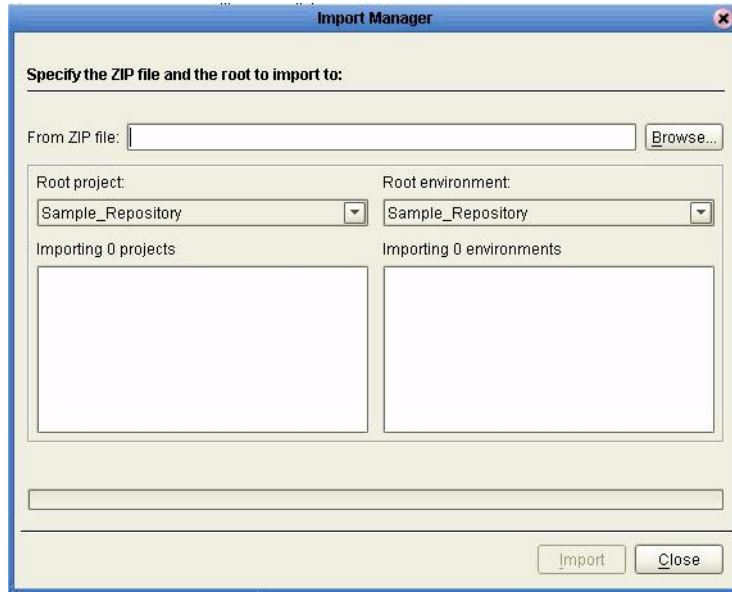 Import Manager
Specify the ZIP file and the root to import to:
From ZIP file:
Browse...
Root project:
Root environment:
Sample_Repository
Sample_Repository
Importing 0 projects
Importing 0 environments
Import
Close